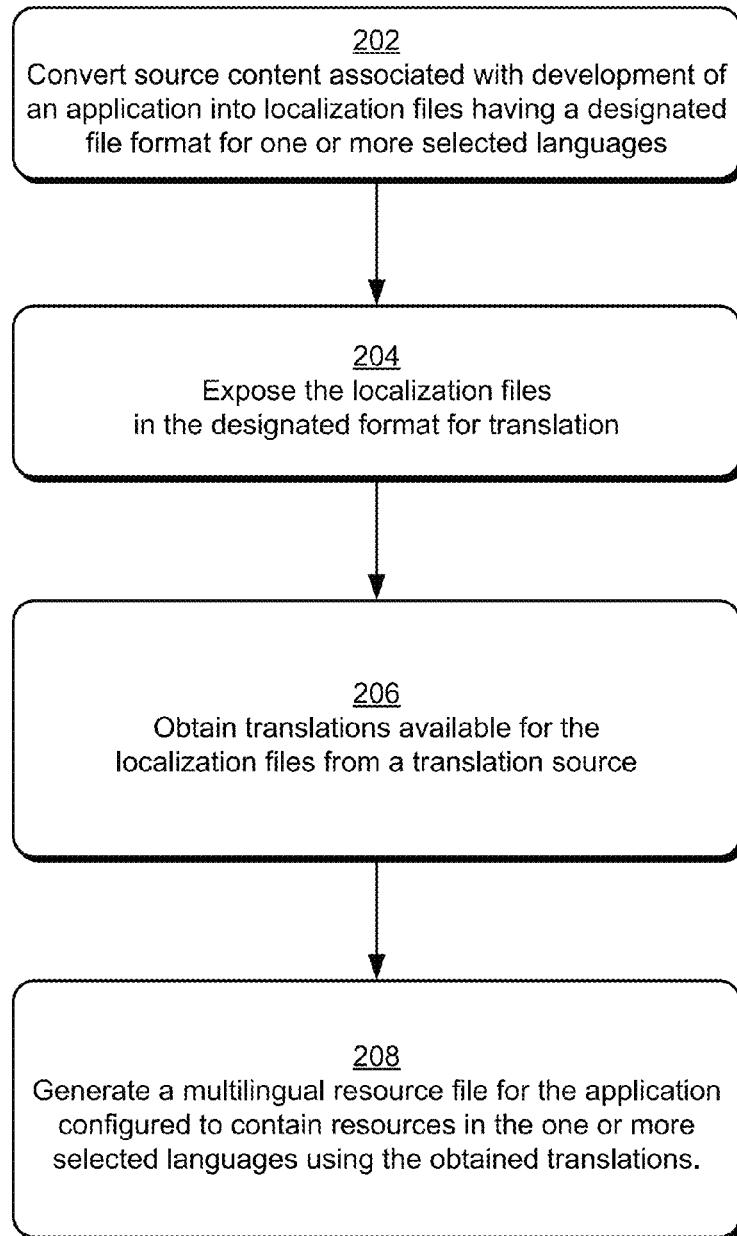 202
Convert source content associated with development of
an application into localization files having a designated
file format for one or more selected languages
204
Expose the localization files
in the designated format for translation
206
Obtain translations available for the
localization files from a translation source
208
Generate a multilingual resource file for the application
configured to contain resources in the one or more
selected languages using the obtained translations.